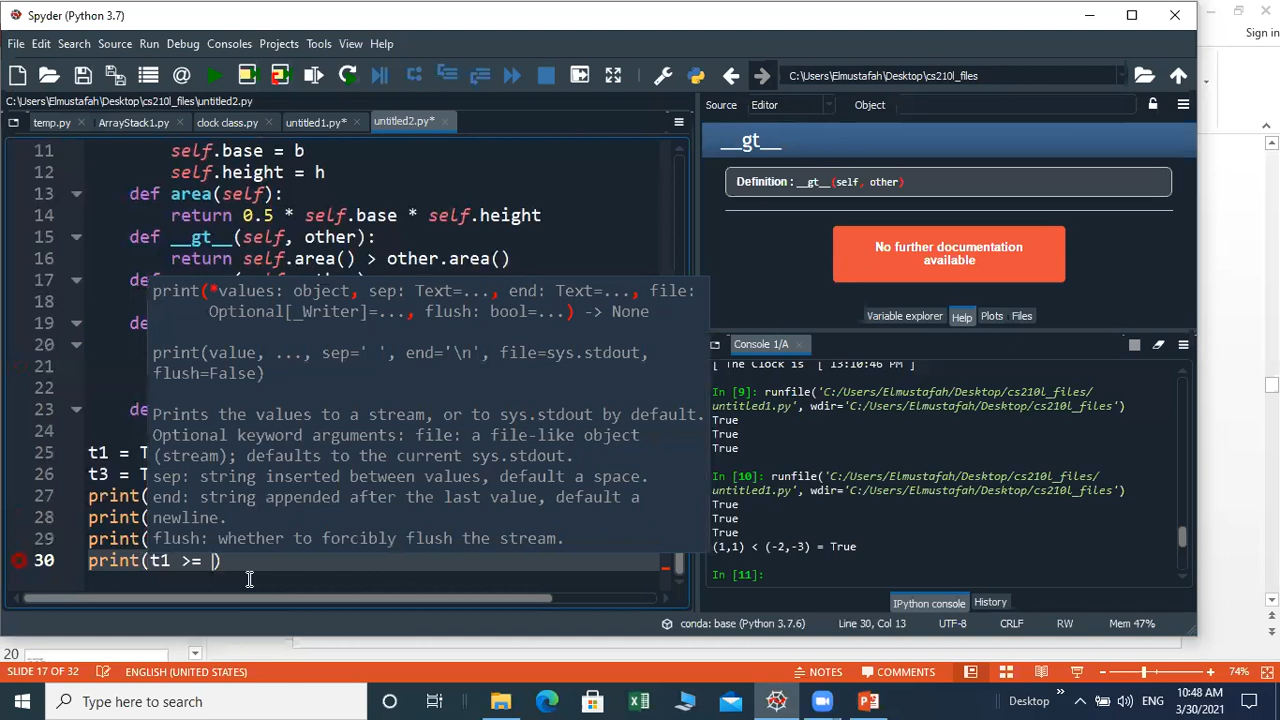 Spyder (Python 3.7)
Sign in
File Edit Search Source Run Debug Consoles Projects Tools View Help
C:\Users\Elmustafah\Desktop\cs210l_files
C:\Users\Elmustafah\Desktop\cs210l_files\untitled2.py
temp.py ArrayStack1.py clock class.py untitled1.py* untitled2.py*
11 self.base = b
12 self.height = h
13 def area(self):
14 return 0.5 * self.base * self.height
15 def __gt__(self, other):
16 return self.area() > other.area()
17 def
18
19 def
20
21
22
23 def
24
25 t1 = T
26 t3 = T
27 print(
28 print(
29 print(
30 print(t1 >= )
print(*values: object, sep: Text=..., end: Text=..., file:
Optional[_Writer]=..., flush: bool=...) -> None
print(value, ..., sep=' ', end='\n', file=sys.stdout,
flush=False)
Prints the values to a stream, or to sys.stdout by default.
Optional keyword arguments: file: a file-like object
(stream); defaults to the current sys.stdout.
sep: string inserted between values, default a space.
end: string appended after the last value, default a
newline.
flush: whether to forcibly flush the stream.
Source Editor Object
__gt__
Definition : __gt__(self, other)
No further documentation
available
Variable explorer Help Plots Files
Console 1/A
[ The Clock is [ 13:10:46 PM ]
In [9]: runfile('C:/Users/Elmustafah/Desktop/cs210l_files/
untitled1.py', wdir='C:/Users/Elmustafah/Desktop/cs210l_files')
True
True
True
In [10]: runfile('C:/Users/Elmustafah/Desktop/cs210l_files/
untitled1.py', wdir='C:/Users/Elmustafah/Desktop/cs210l_files')
True
True
True
(1,1) < (-2,-3) = True
In [11]:
IPython console History
conda: base (Python 3.7.6) Line 30, Col 13 UTF-8 CRLF RW Mem 47%
20
SLIDE 17 OF 32 ENGLISH (UNITED STATES) NOTES COMMENTS 74%
Type here to search
Desktop
10:48 AM
3/30/2021